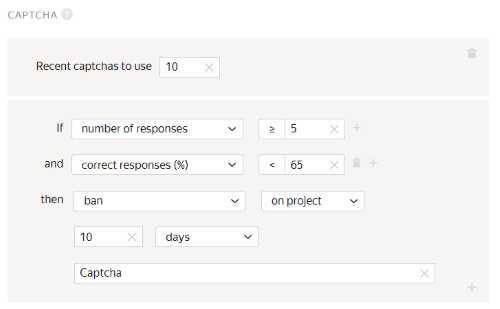 CAPTCHA ?
Recent captchas to use 10
If number of responses ≥ 5
and correct responses (%) < 65
then ban on project
10 days
Captcha